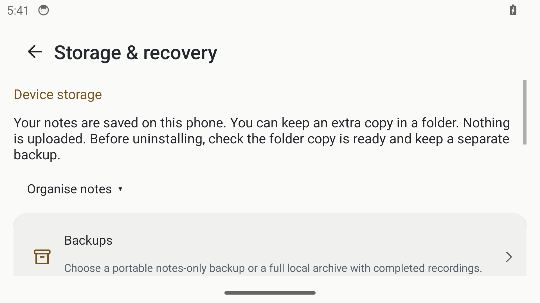 5:41
Storage & recovery
Device storage
Your notes are saved on this phone. You can keep an extra copy in a folder. Nothing
is uploaded. Before uninstalling, check the folder copy is ready and keep a separate
backup.
Organise notes
Backups
Choose a portable notes-only backup or a full local archive with completed recordings.